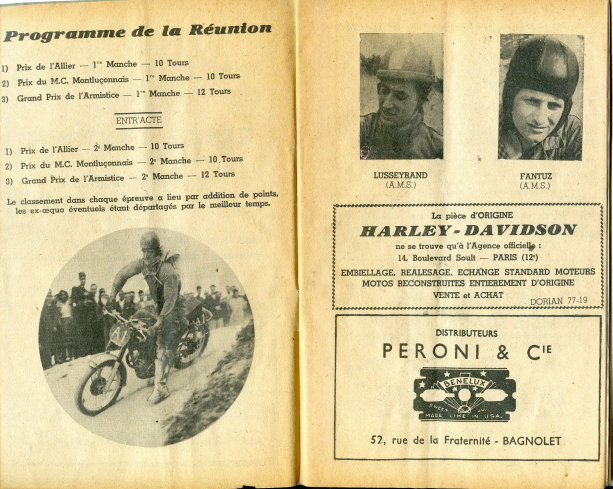 Programme de la Réunion
1) Prix de l'Allier — 1re Manche — 10 Tours
2) Prix du M.C. Montluçonnais — 1re Manche — 10 Tours
3) Grand Prix de l'Armistice — 1re Manche — 12 Tours
ENTR'ACTE
1) Prix de l'Allier — 2e Manche — 10 Tours
2) Prix du M.C. Montluçonnais — 2e Manche — 10 Tours
3) Grand Prix de l'Armistice — 2e Manche — 12 Tours
Le classement dans chaque épreuve a lieu par addition de points,
les ex-œquo éventuels étant départagés par le meilleur temps.
LUSSEYRAND
(A.M.S.)
FANTUZ
(A.M.S.)
La pièce d'ORIGINE
HARLEY-DAVIDSON
ne se trouve qu'à l'Agence officielle :
14, Boulevard Soult — PARIS (12e)
EMBIELLAGE, REALESAGE, ECHANGE STANDARD MOTEURS
MOTOS RECONSTRUITES ENTIEREMENT D'ORIGINE
VENTE et ACHAT
DORIAN 77-19
DISTRIBUTEURS
PERONI & CIE
BENELUX
MADE LIKE IN U.S.A.
52, rue de la Fraternité - BAGNOLET